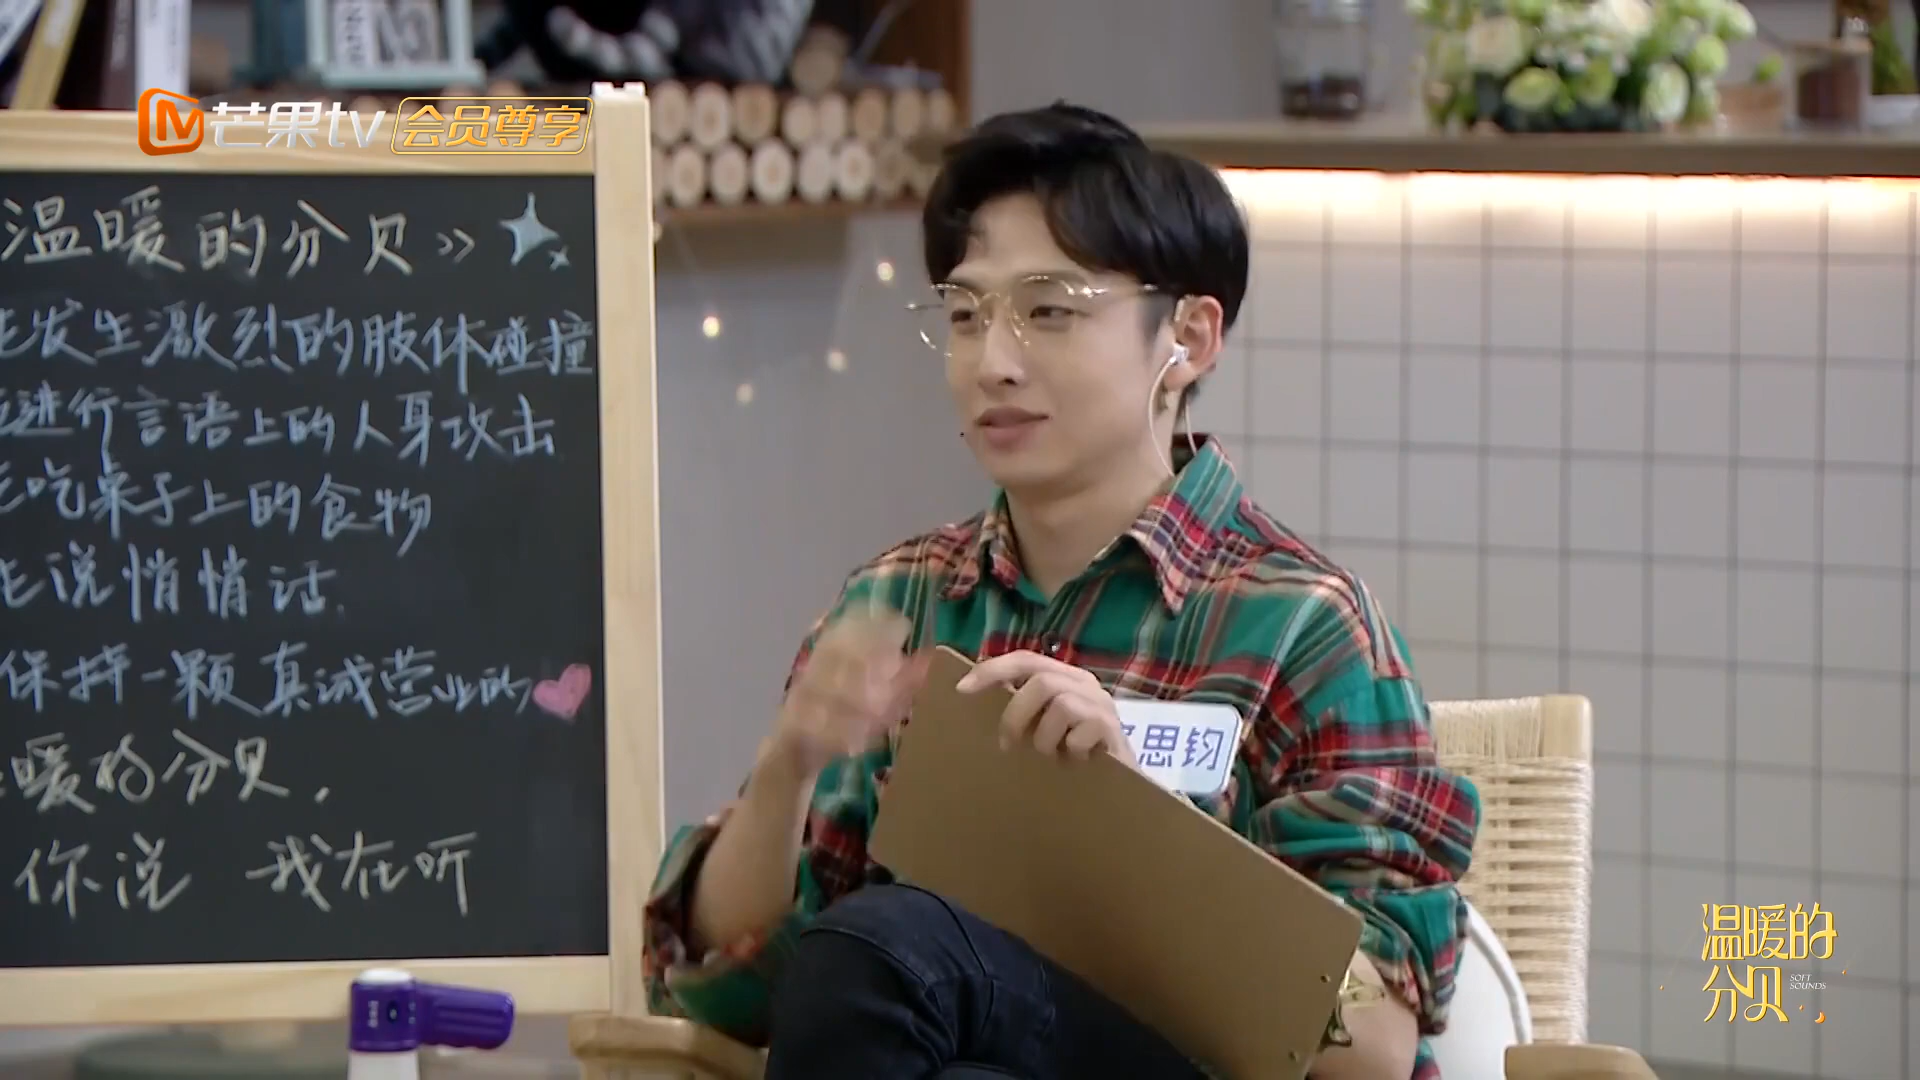 芒果tv 会员尊享
温暖的分贝》
发生激烈的肢体碰撞
进行言语上的人身攻击
吃桌子上的食物
说悄悄话.
保持一颗真诚营业的
暖的分贝,
你说 我在听
思钧
温暖的
分贝
SOFT
SOUNDS